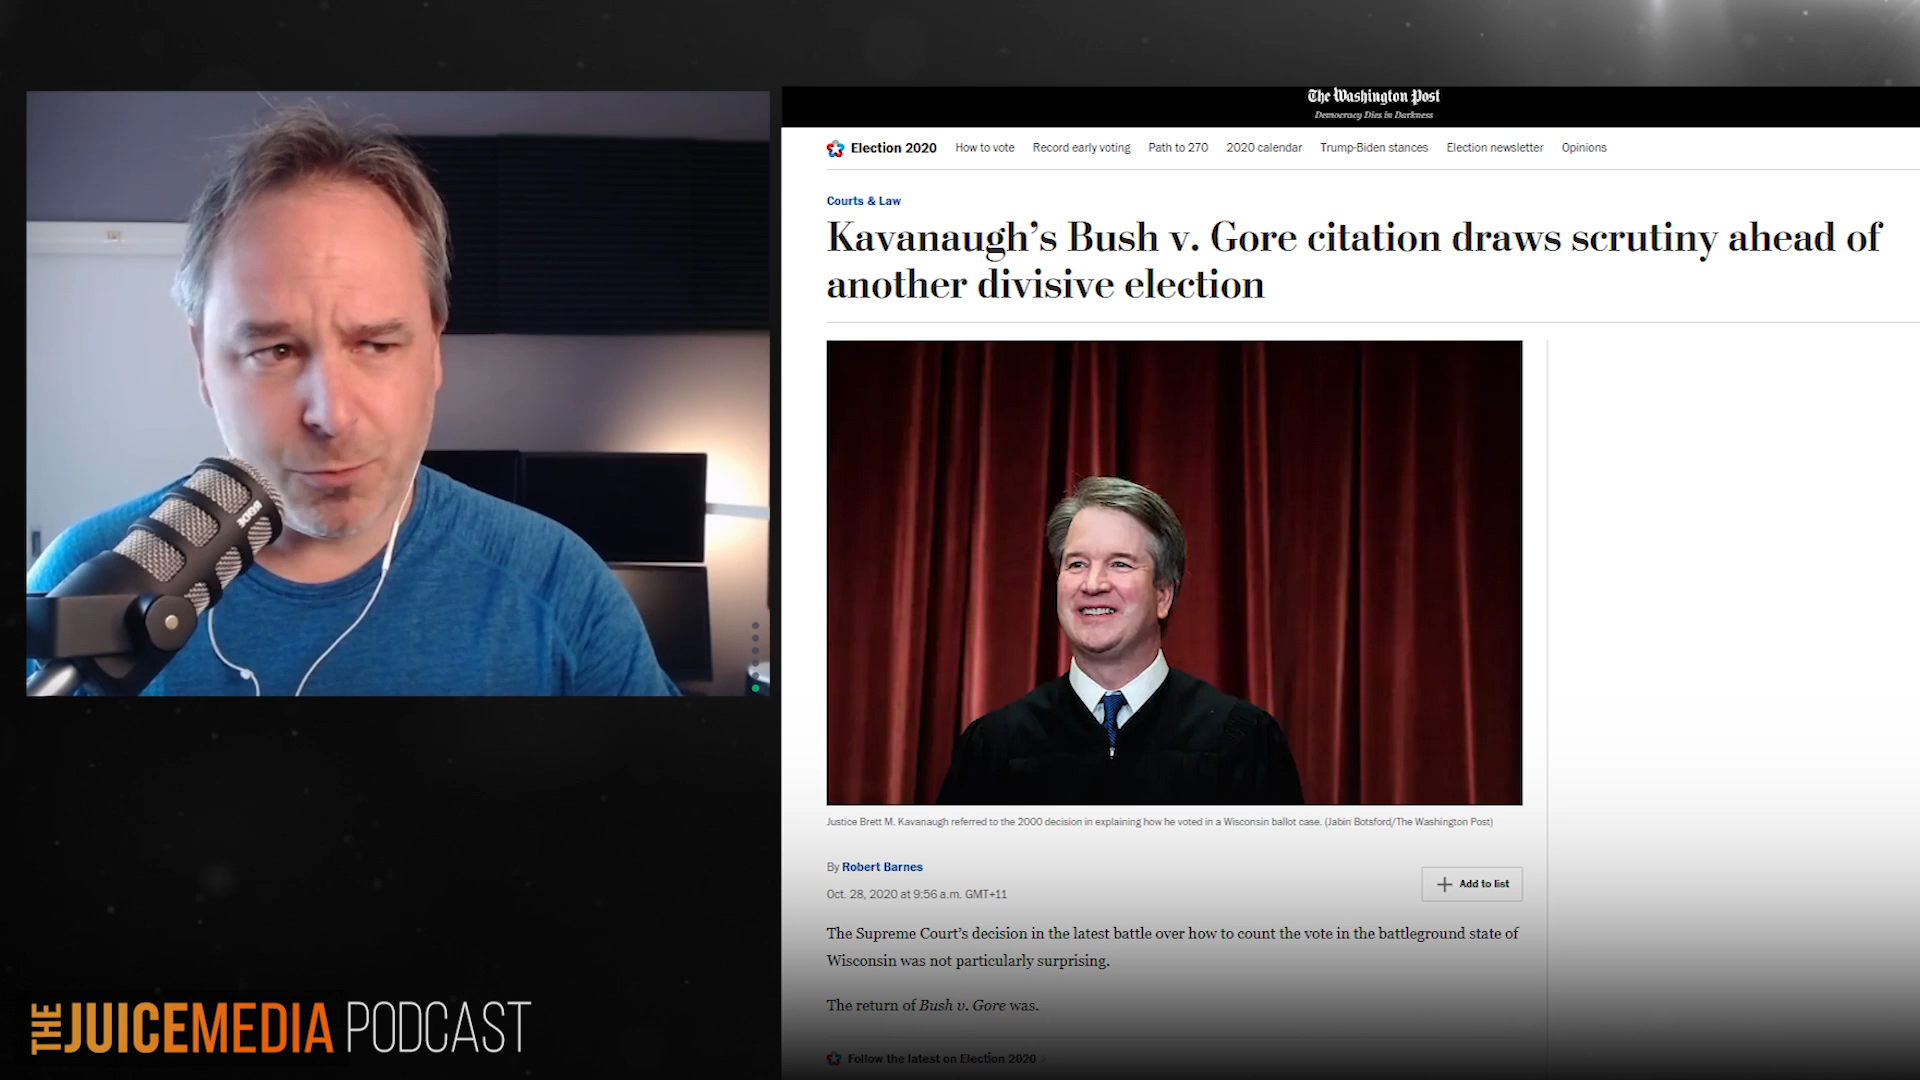 The Washington Post
Democracy Dies in Darkness
Election 2020 How to vote Record early voting Path to 270 2020 calendar Trump-Biden stances Election newsletter Opinions
Courts & Law
Kavanaugh's Bush v. Gore citation draws scrutiny ahead of
another divisive election
RØDE
Justice Brett M. Kavanaugh referred to the 2000 decision in explaining how he voted in a Wisconsin ballot case. (Jabin Botsford/The Washington Post)
By Robert Barnes
Oct. 28, 2020 at 9:56 a.m. GMT+11
Add to list
The Supreme Court's decision in the latest battle over how to count the vote in the battleground state of
Wisconsin was not particularly surprising.
The return of Bush v. Gore was.
Follow the latest on Election 2020
THE JUICEMEDIA PODCAST